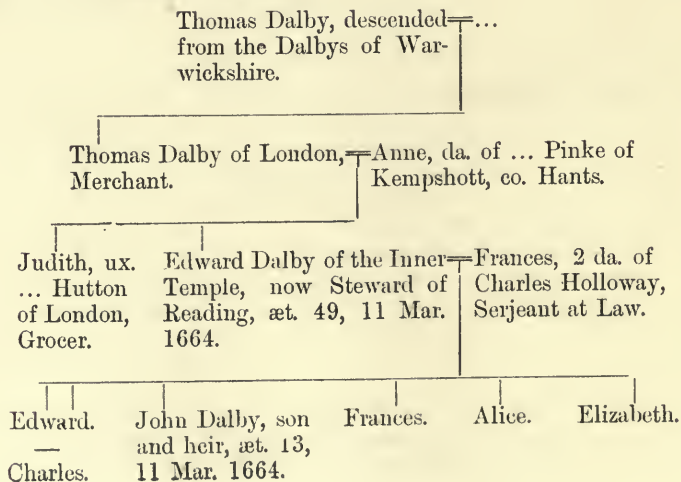 Thomas Dalby, descended = ...
from the Dalbys of War-
wickshire.
Thomas Dalby of London, = Anne, da. of ... Pinke of
Merchant.
Kempshott, co. Hants.
Judith, ux.
... Hutton
of London,
Grocer.
Edward Dalby of the Inner = Frances, 2 da. of
Temple, now Steward of
Reading, æt. 49, 11 Mar.
1664.
Charles Holloway,
Serjeant at Law.
Edward.
—
Charles.
John Dalby, son
and heir, æt. 13,
11 Mar. 1664.
Frances.
Alice.
Elizabeth.